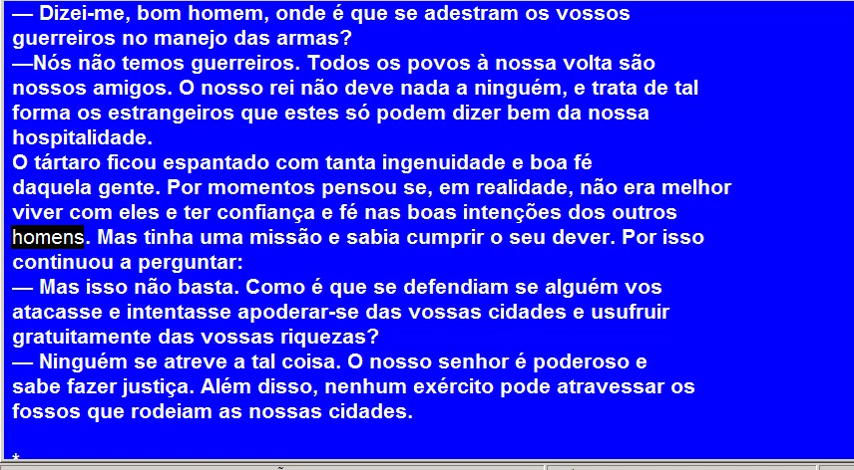 — Dizei-me, bom homem, onde é que se adestram os vossos
guerreiros no manejo das armas?
—Nós não temos guerreiros. Todos os povos à nossa volta são
nossos amigos. O nosso rei não deve nada a ninguém, e trata de tal
forma os estrangeiros que estes só podem dizer bem da nossa
hospitalidade.
O tártaro ficou espantado com tanta ingenuidade e boa fé
daquela gente. Por momentos pensou se, em realidade, não era melhor
viver com eles e ter confiança e fé nas boas intenções dos outros
homens. Mas tinha uma missão e sabia cumprir o seu dever. Por isso
continuou a perguntar:
— Mas isso não basta. Como é que se defendiam se alguém vos
atacasse e intentasse apoderar-se das vossas cidades e usufruir
gratuitamente das vossas riquezas?
— Ninguém se atreve a tal coisa. O nosso senhor é poderoso e
sabe fazer justiça. Além disso, nenhum exército pode atravessar os
fossos que rodeiam as nossas cidades.
*